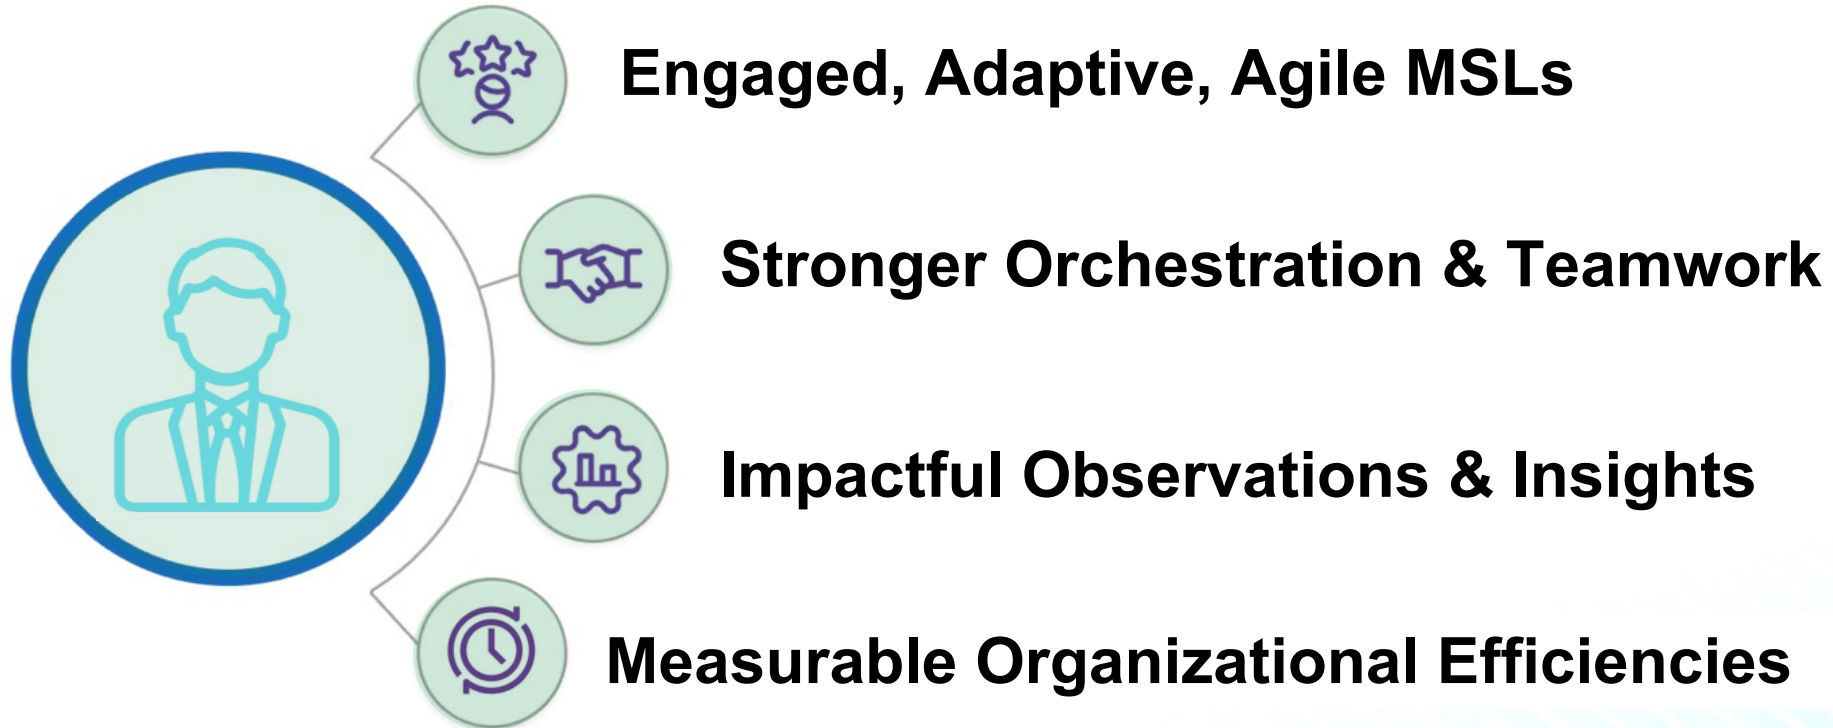 Engaged, Adaptive, Agile MSLs
Stronger Orchestration & Teamwork
Impactful Observations & Insights
Measurable Organizational Efficiencies